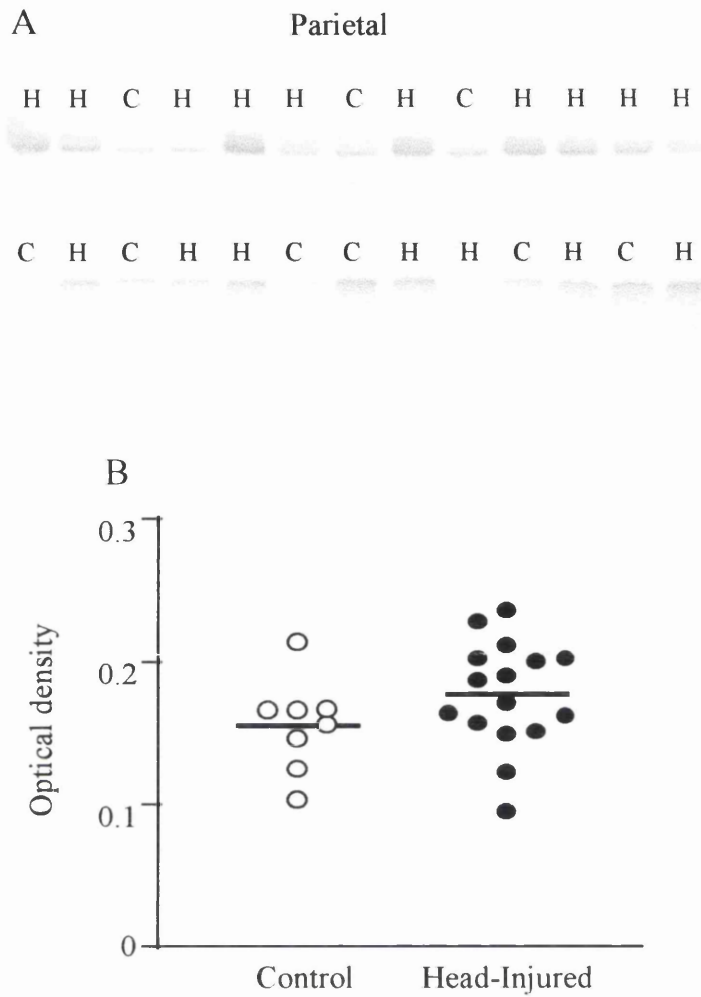 A Parietal
H H C H H H C H C H H H H
C H C H H C C H H C H C H
B
0.3
0.2
0.1
0
Optical density
Control Head-Injured